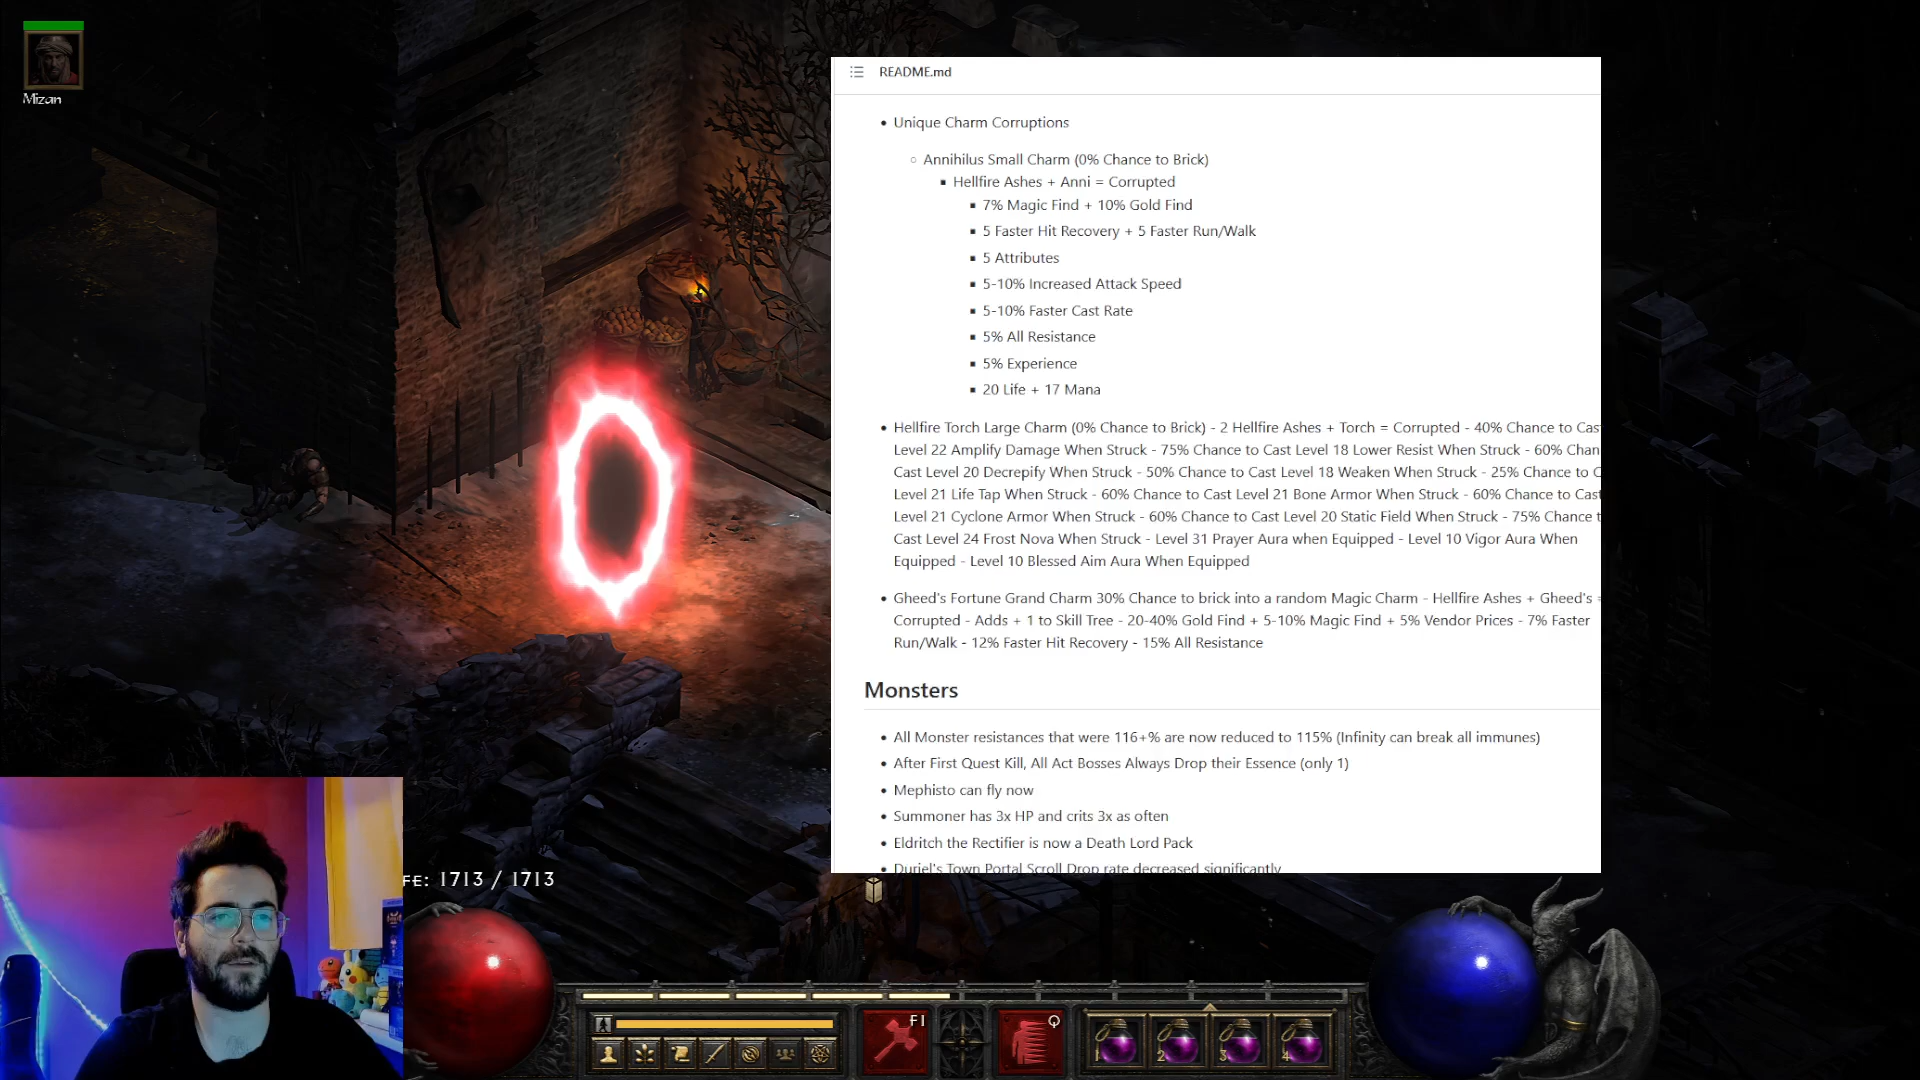 Mizan
README.md
• Unique Charm Corruptions
○ Annihilus Small Charm (0% Chance to Brick)
▪ Hellfire Ashes + Anni = Corrupted
▪ 7% Magic Find + 10% Gold Find
▪ 5 Faster Hit Recovery + 5 Faster Run/Walk
▪ 5 Attributes
▪ 5-10% Increased Attack Speed
▪ 5-10% Faster Cast Rate
▪ 5% All Resistance
▪ 5% Experience
▪ 20 Life + 17 Mana
• Hellfire Torch Large Charm (0% Chance to Brick) - 2 Hellfire Ashes + Torch = Corrupted - 40% Chance to Cas
Level 22 Amplify Damage When Struck - 75% Chance to Cast Level 18 Lower Resist When Struck - 60% Chan
Cast Level 20 Decrepify When Struck - 50% Chance to Cast Level 18 Weaken When Struck - 25% Chance to C
Level 21 Life Tap When Struck - 60% Chance to Cast Level 21 Bone Armor When Struck - 60% Chance to Cast
Level 21 Cyclone Armor When Struck - 60% Chance to Cast Level 20 Static Field When Struck - 75% Chance t
Cast Level 24 Frost Nova When Struck - Level 31 Prayer Aura when Equipped - Level 10 Vigor Aura When
Equipped - Level 10 Blessed Aim Aura When Equipped
• Gheed's Fortune Grand Charm 30% Chance to brick into a random Magic Charm - Hellfire Ashes + Gheed's =
Corrupted - Adds + 1 to Skill Tree - 20-40% Gold Find + 5-10% Magic Find + 5% Vendor Prices - 7% Faster
Run/Walk - 12% Faster Hit Recovery - 15% All Resistance
Monsters
• All Monster resistances that were 116+% are now reduced to 115% (Infinity can break all immunes)
• After First Quest Kill, All Act Bosses Always Drop their Essence (only 1)
• Mephisto can fly now
• Summoner has 3x HP and crits 3x as often
• Eldritch the Rectifier is now a Death Lord Pack
• Duriel's Town Portal Scroll Drop rate decreased significantly
FE: 1713 / 1713
F1
Q
1
2
3
4